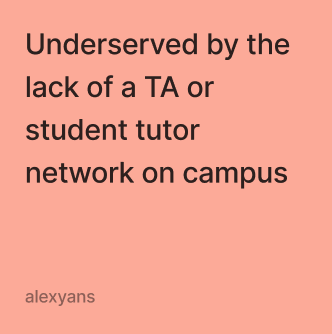 Underserved by the
lack of a TA or
student tutor
network on campus
alexyans